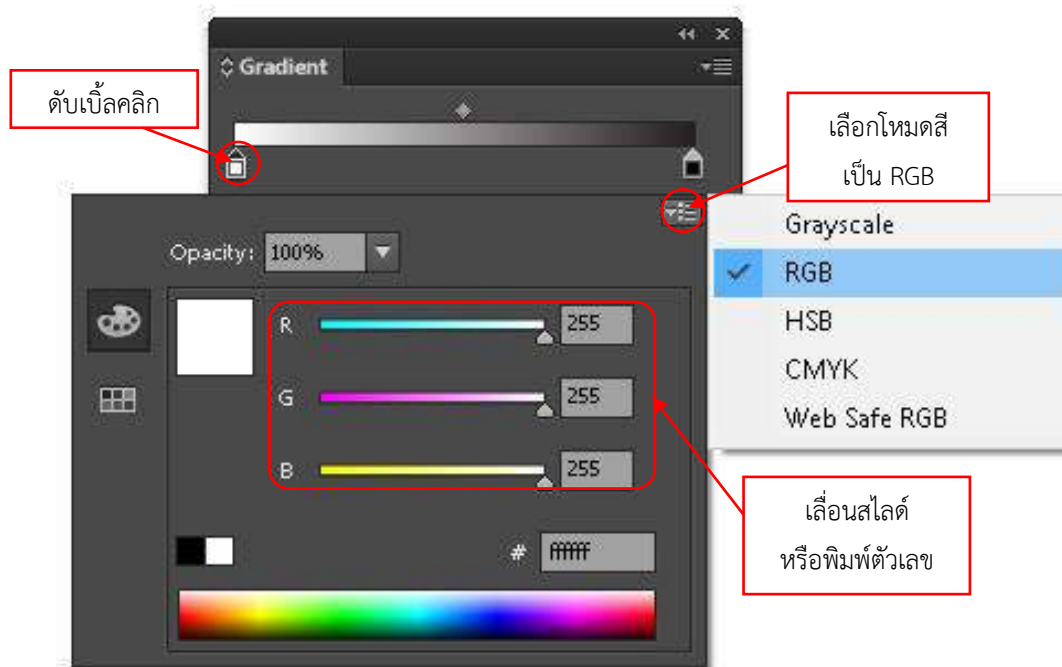 Gradient
ดับเบิ้ลคลิก
เลือกโหมดสี
เป็น RGB
Opacity: 100%
R 255
G 255
B 255
# ffffff
Grayscale
RGB
HSB
CMYK
Web Safe RGB
เลื่อนสไลด์
หรือพิมพ์ตัวเลข